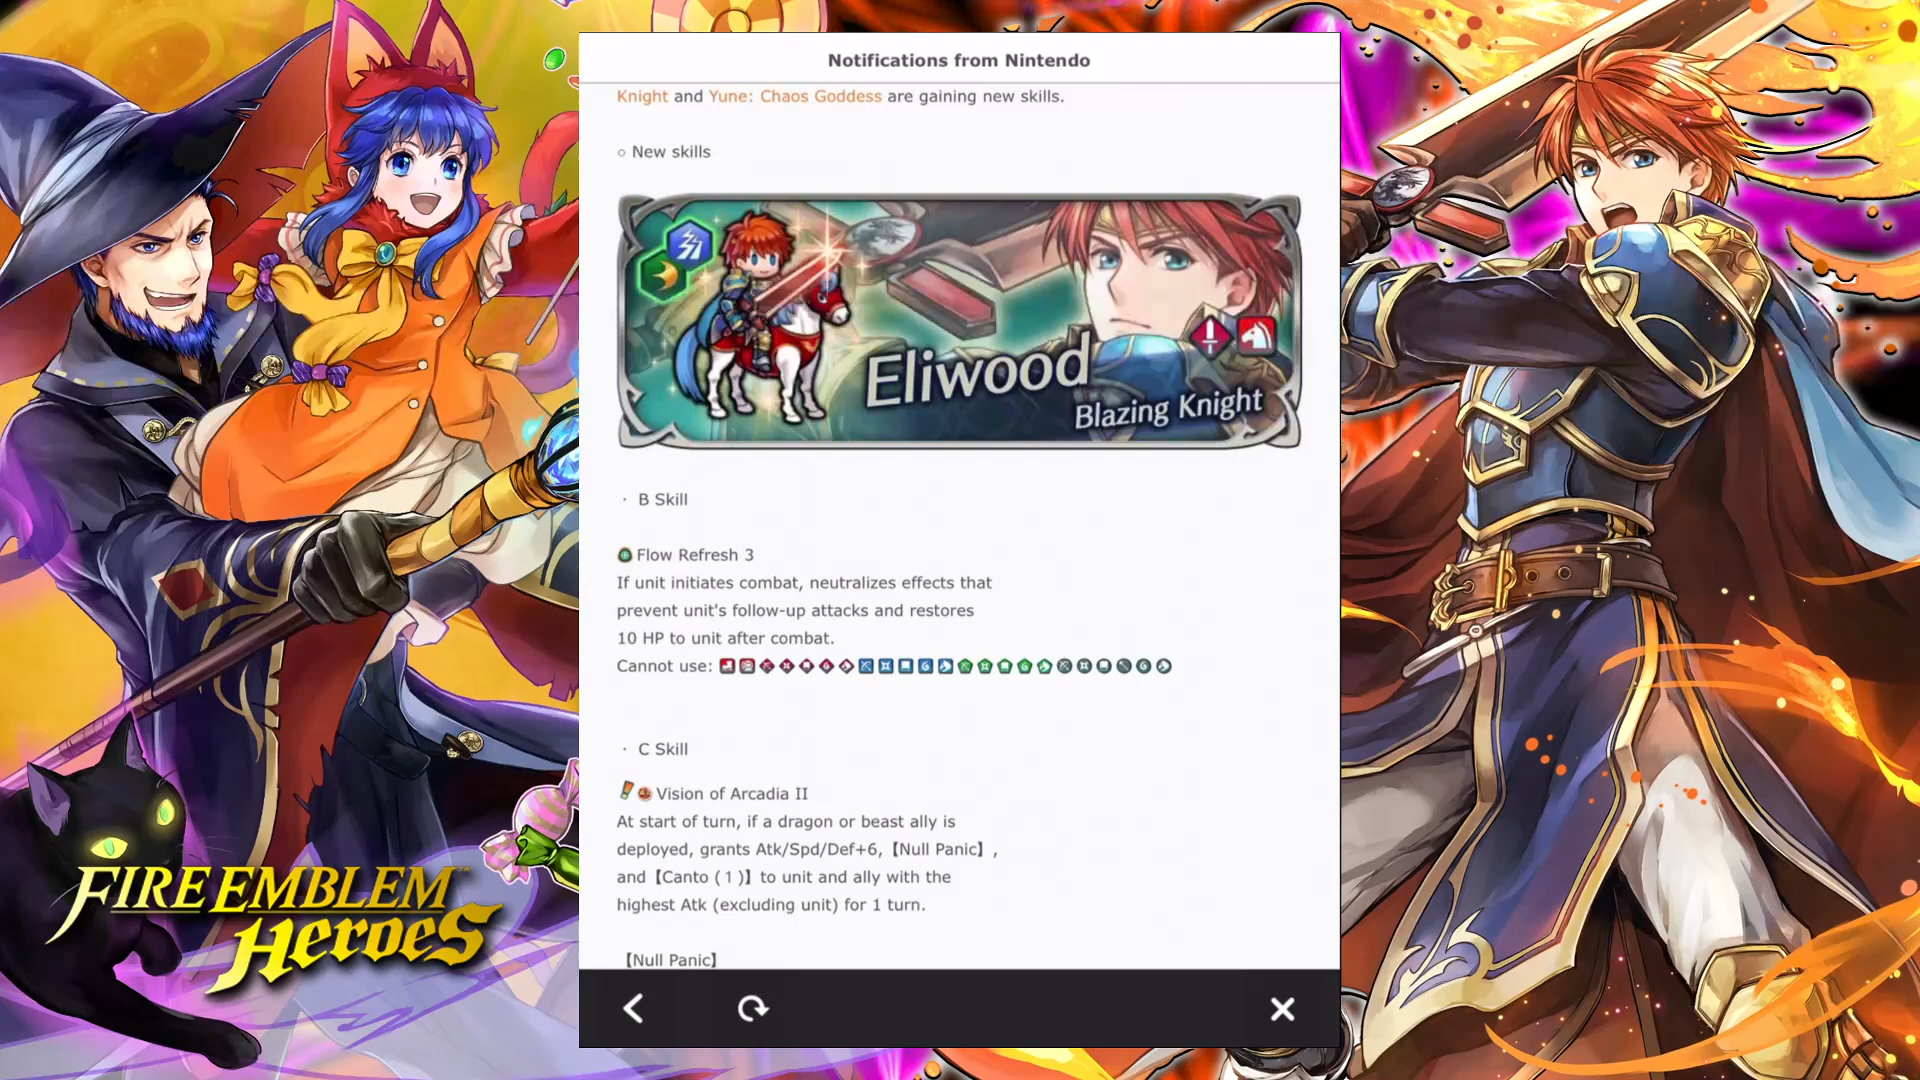 Notifications from Nintendo
Knight and Yune: Chaos Goddess are gaining new skills.
○ New skills
Eliwood
Blazing Knight
· B Skill
Flow Refresh 3
If unit initiates combat, neutralizes effects that
prevent unit's follow-up attacks and restores
10 HP to unit after combat.
Cannot use:
· C Skill
Vision of Arcadia II
At start of turn, if a dragon or beast ally is
deployed, grants Atk/Spd/Def+6,【Null Panic】,
and【Canto (1)】to unit and ally with the
highest Atk (excluding unit) for 1 turn.
【Null Panic】
FIRE EMBLEM
Heroes